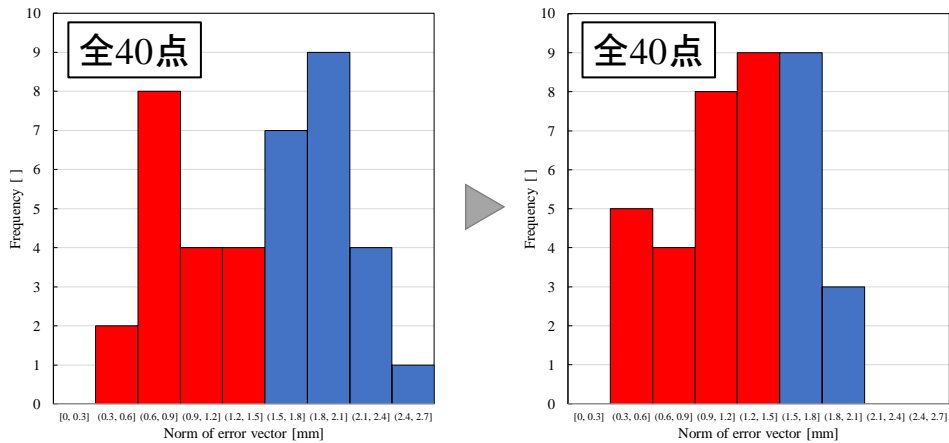 全40点
10
9
8
7
6
5
4
3
2
1
0
Frequency [ ]
[0, 0.3] (0.3, 0.6] (0.6, 0.9] (0.9, 1.2] (1.2, 1.5] (1.5, 1.8] (1.8, 2.1] (2.1, 2.4] (2.4, 2.7]
Norm of error vector [mm]
全40点
10
9
8
7
6
5
4
3
2
1
0
Frequency [ ]
[0, 0.3] (0.3, 0.6] (0.6, 0.9] (0.9, 1.2] (1.2, 1.5] (1.5, 1.8] (1.8, 2.1] (2.1, 2.4] (2.4, 2.7]
Norm of error vector [mm]